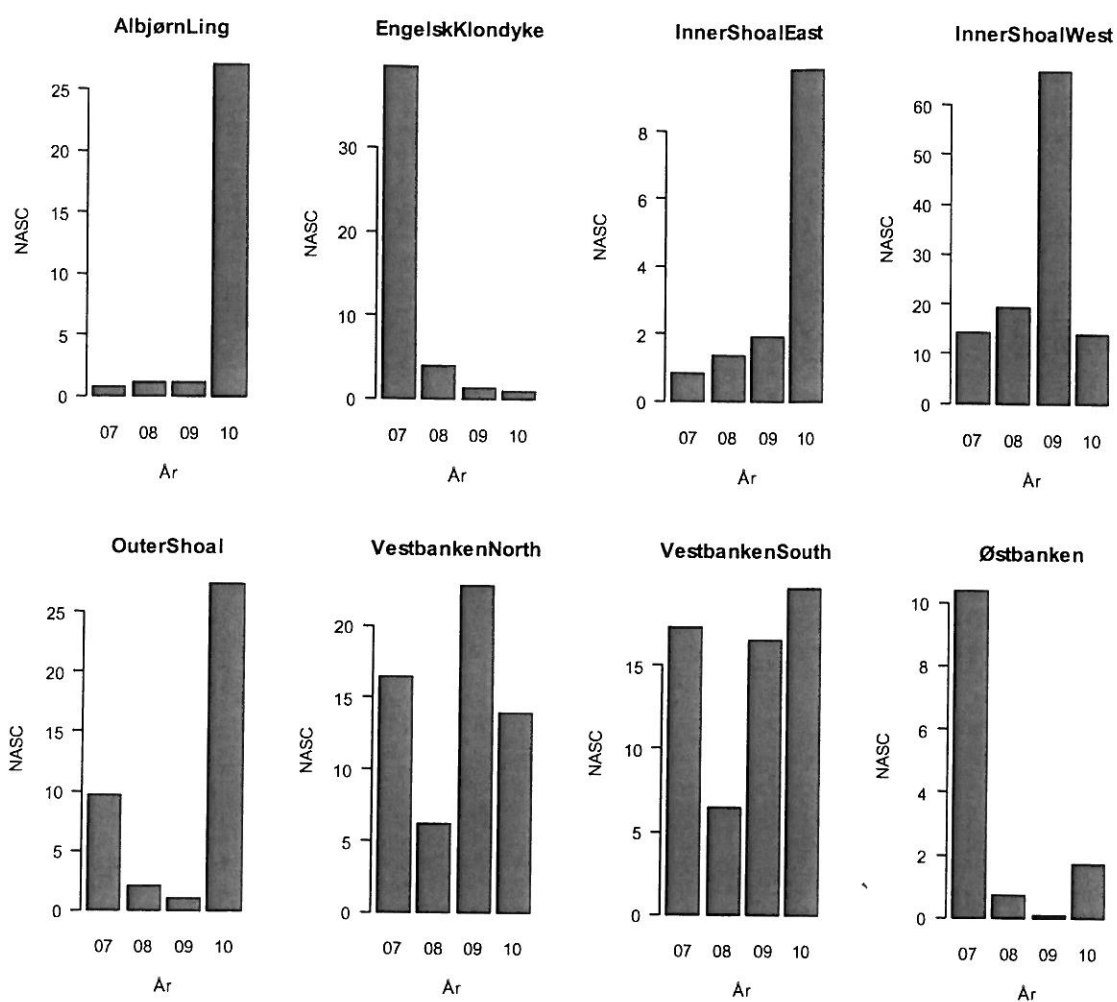 AlbjørnLing
NASC
25
20
15
10
5
0
07 08 09 10
År
EngelskKlondyke
NASC
30
20
10
0
07 08 09 10
År
InnerShoalEast
NASC
8
6
4
2
0
07 08 09 10
År
InnerShoalWest
NASC
60
50
40
30
20
10
0
07 08 09 10
År
OuterShoal
NASC
25
20
15
10
5
0
07 08 09 10
År
VestbankenNorth
NASC
20
15
10
5
0
07 08 09 10
År
VestbankenSouth
NASC
15
10
5
0
07 08 09 10
År
Østbanken
NASC
10
8
6
4
2
0
07 08 09 10
År